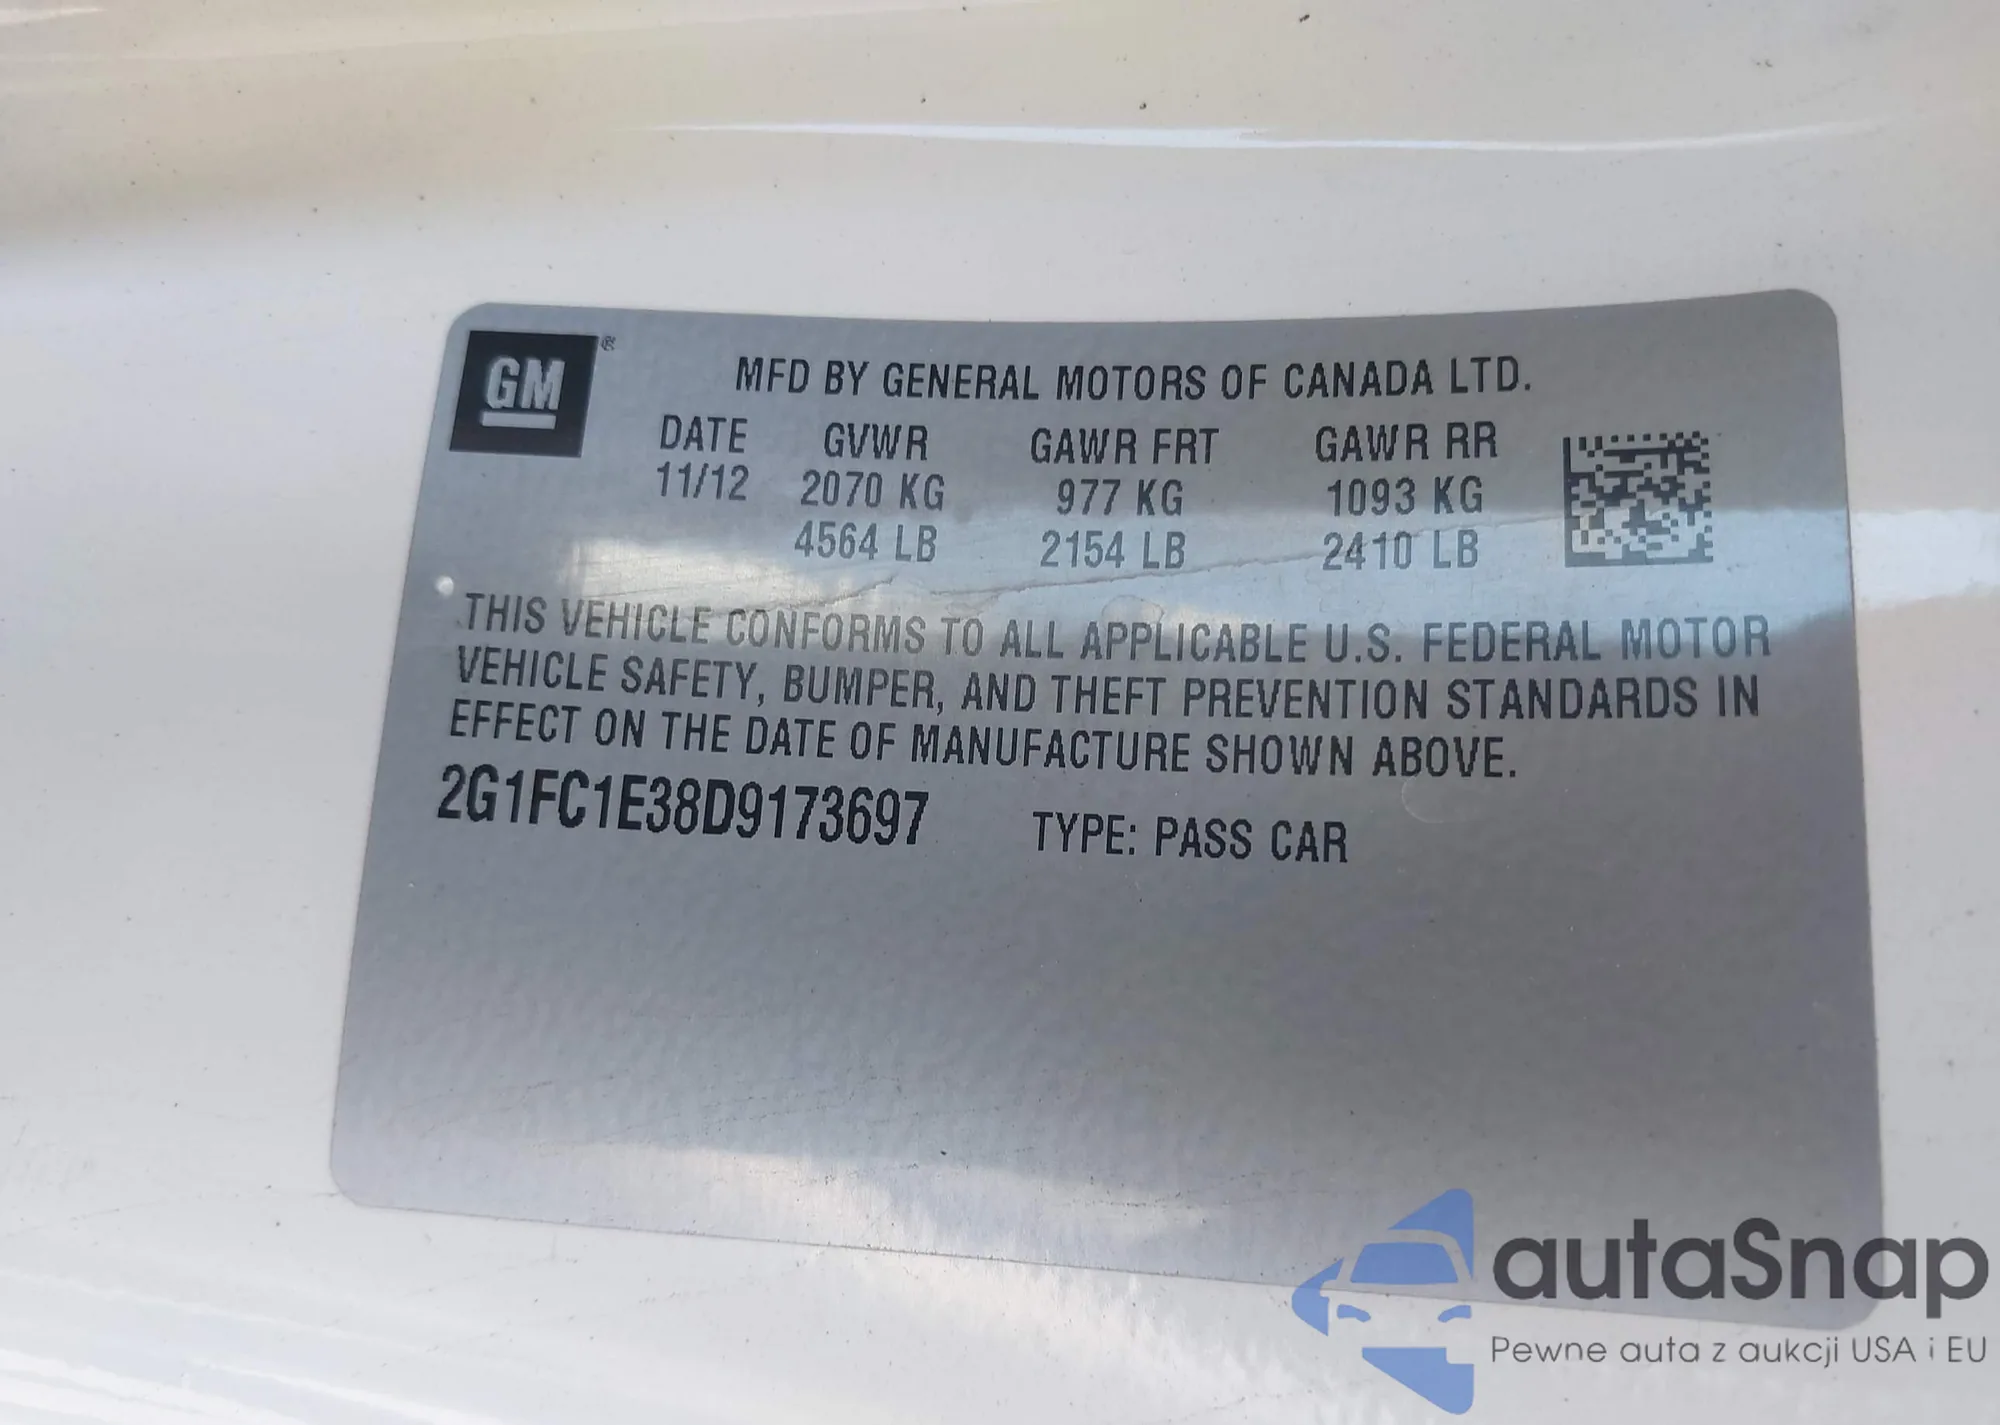 GM ®
MFD BY GENERAL MOTORS OF CANADA LTD.
DATE GVWR GAWR FRT GAWR RR
11/12 2070 KG 977 KG 1093 KG
4564 LB 2154 LB 2410 LB
THIS VEHICLE CONFORMS TO ALL APPLICABLE U.S. FEDERAL MOTOR
VEHICLE SAFETY, BUMPER, AND THEFT PREVENTION STANDARDS IN
EFFECT ON THE DATE OF MANUFACTURE SHOWN ABOVE.
2G1FC1E38D9173697 TYPE: PASS CAR
autaSnap
Pewne auta z aukcji USA i EU